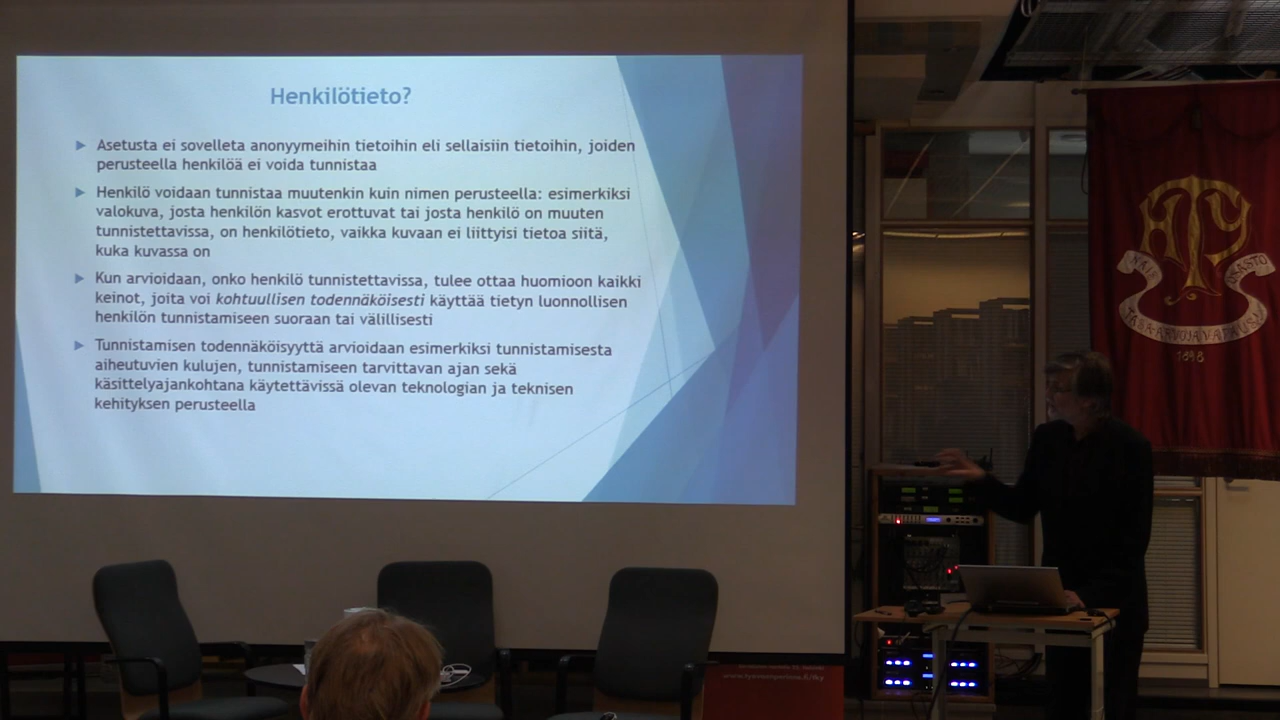 Henkilötieto?
Asetusta ei sovelleta anonyymeihin tietoihin eli sellaisiin tietoihin, joiden
perusteella henkilöä ei voida tunnistaa
Henkilö voidaan tunnistaa muutenkin kuin nimen perusteella: esimerkiksi
valokuva, josta henkilön kasvot erottuvat tai josta henkilö on muuten
tunnistettavissa, on henkilötieto, vaikka kuvaan ei liittyisi tietoa siitä,
kuka kuvassa on
Kun arvioidaan, onko henkilö tunnistettavissa, tulee ottaa huomioon kaikki
keinot, joita voi kohtuullisen todennäköisesti käyttää tietyn luonnollisen
henkilön tunnistamiseen suoraan tai välillisesti
Tunnistamisen todennäköisyyttä arvioidaan esimerkiksi tunnistamisesta
aiheutuvien kulujen, tunnistamiseen tarvittavan ajan sekä
käsittelyajankohtana käytettävissä olevan teknologian ja teknisen
kehityksen perusteella
HTY
1898